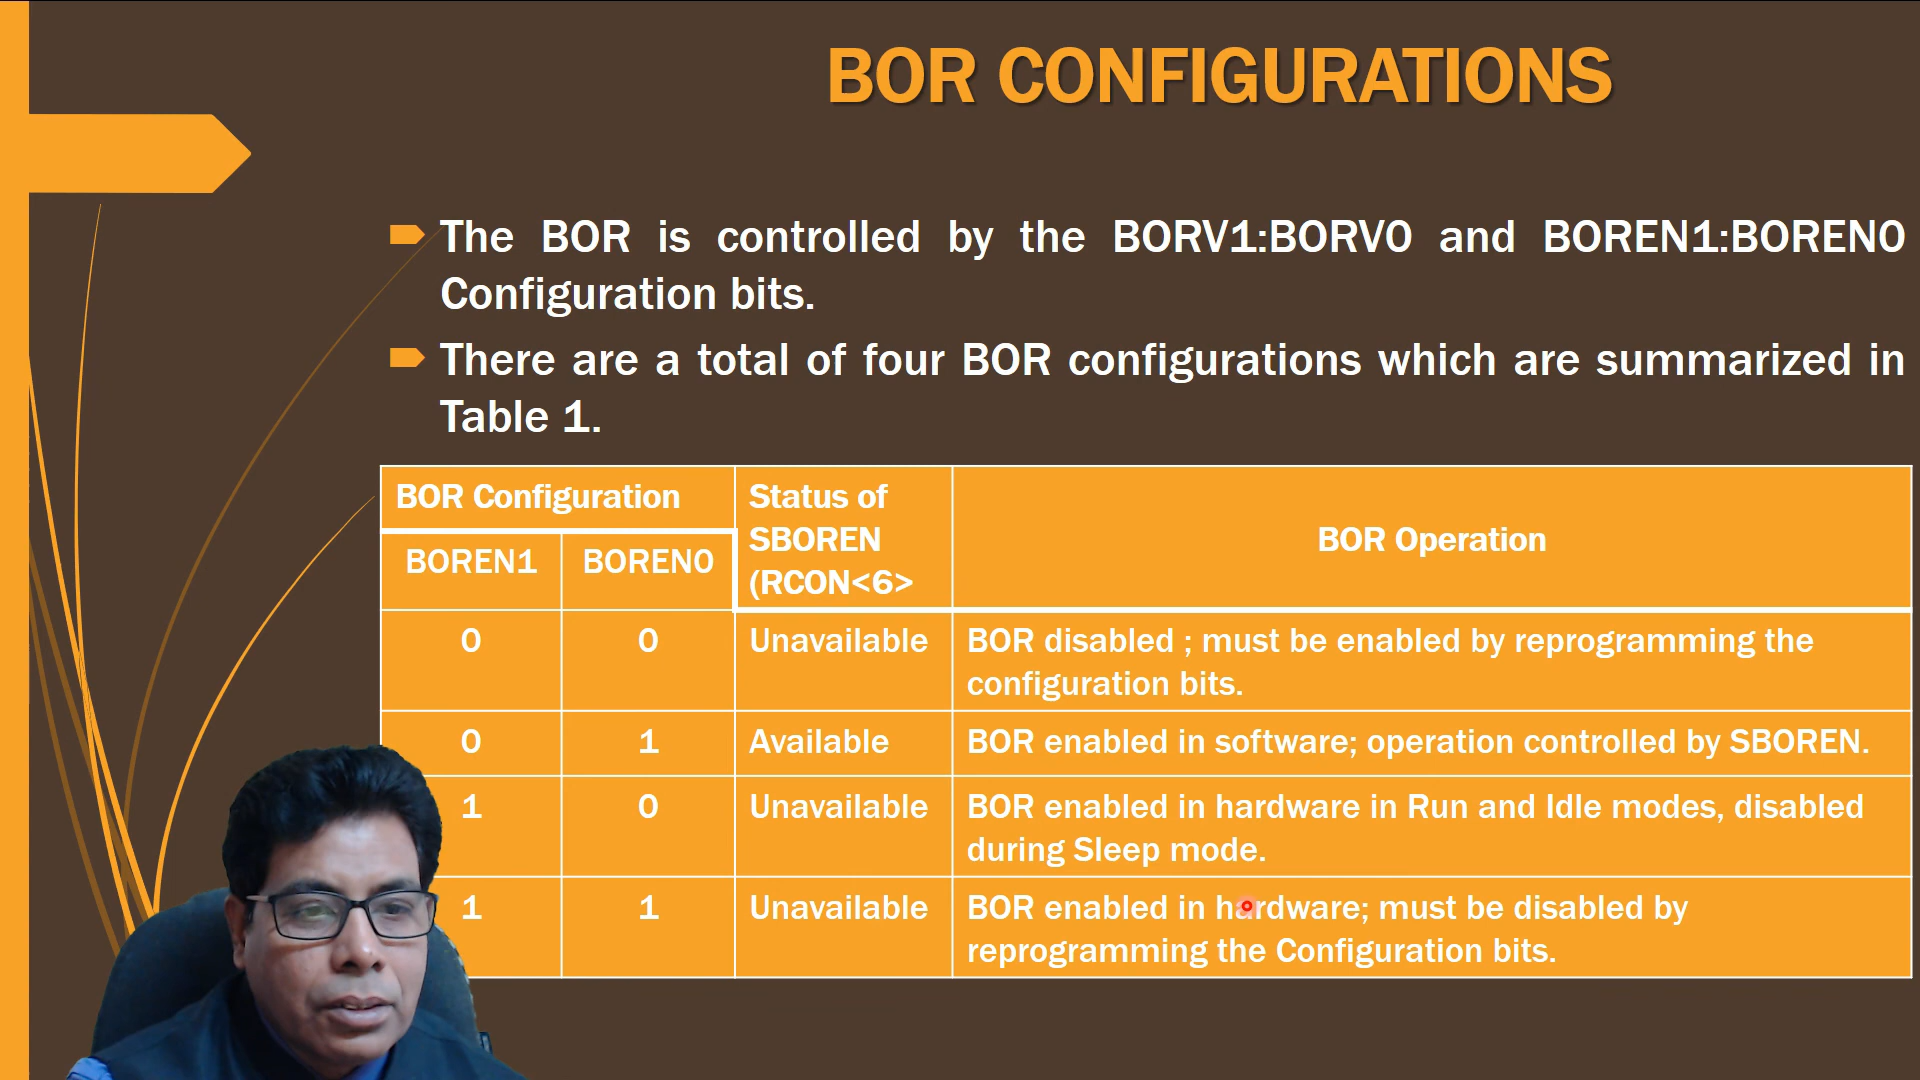 BOR CONFIGURATIONS
The BOR is controlled by the BORV1:BORV0 and BOREN1:BOREN0
Configuration bits.
There are a total of four BOR configurations which are summarized in
Table 1.
BOR Configuration
Status of
SBOREN
(RCON<6>
BOR Operation
BOREN1 BOREN0
0 0 Unavailable BOR disabled ; must be enabled by reprogramming the
configuration bits.
0 1 Available BOR enabled in software; operation controlled by SBOREN.
1 0 Unavailable BOR enabled in hardware in Run and Idle modes, disabled
during Sleep mode.
1 1 Unavailable BOR enabled in hardware; must be disabled by
reprogramming the Configuration bits.